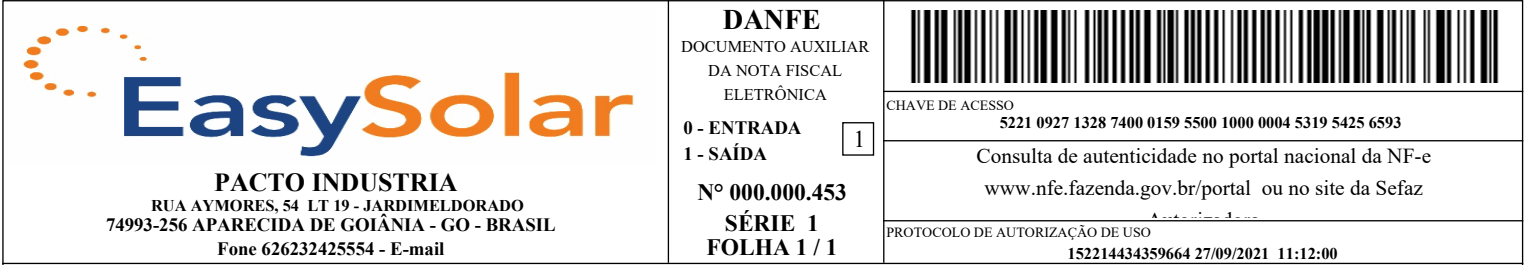 EasySolar
PACTO INDUSTRIA
RUA AYMORES, 54 LT 19 - JARDIMELDORADO
74993-256 APARECIDA DE GOIÂNIA - GO - BRASIL
Fone 626232425554 - E-mail
DANFE
DOCUMENTO AUXILIAR
DA NOTA FISCAL
ELETRÔNICA
0 - ENTRADA
1 - SAÍDA
1
N° 000.000.453
SÉRIE 1
FOLHA 1 / 1
CHAVE DE ACESSO
5221 0927 1328 7400 0159 5500 1000 0004 5319 5425 6593
Consulta de autenticidade no portal nacional da NF-e
www.nfe.fazenda.gov.br/portal ou no site da Sefaz
PROTOCOLO DE AUTORIZAÇÃO DE USO
152214434359664 27/09/2021 11:12:00